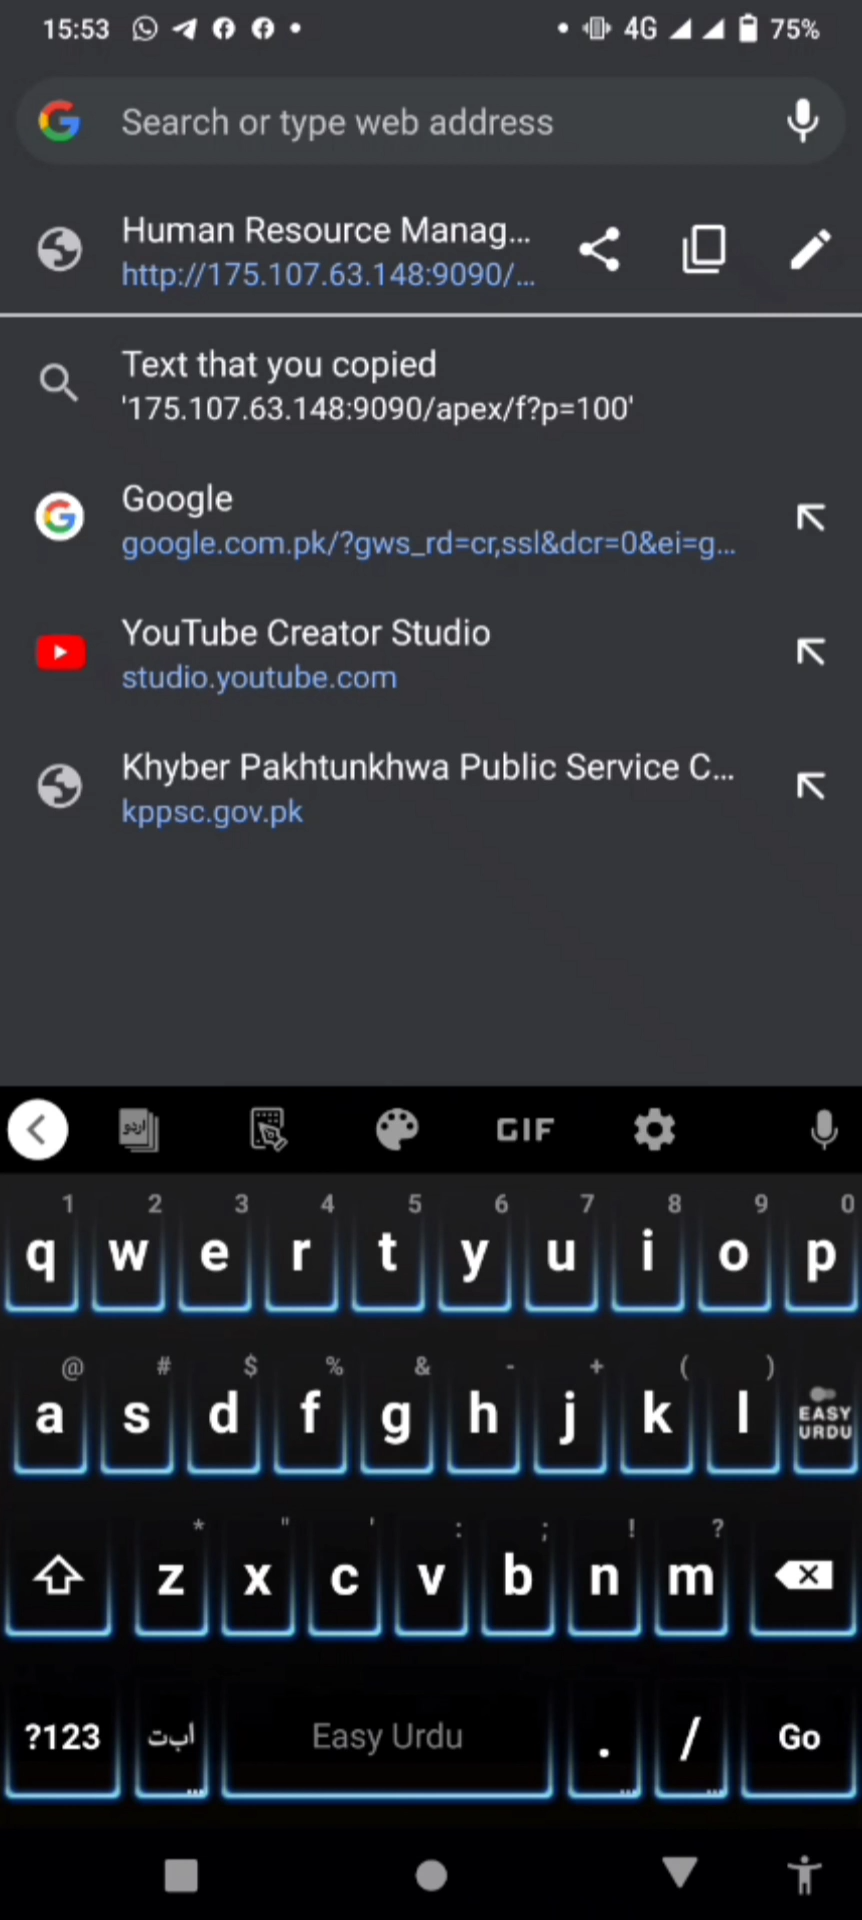 15:53 4G 75%
Search or type web address
Human Resource Manag...
http://175.107.63.148:9090/...
Text that you copied
'175.107.63.148:9090/apex/f?p=100'
Google
google.com.pk/?gws_rd=cr,ssl&dcr=0&ei=g...
YouTube Creator Studio
studio.youtube.com
Khyber Pakhtunkhwa Public Service C...
kppsc.gov.pk
اردو GIF
1 2 3 4 5 6 7 8 9 0
q w e r t y u i o p
@ # $ % & - + ( )
a s d f g h j k l EASY
URDU
* " ' : ; ! ?
z x c v b n m
?123 ابت Easy Urdu . / Go